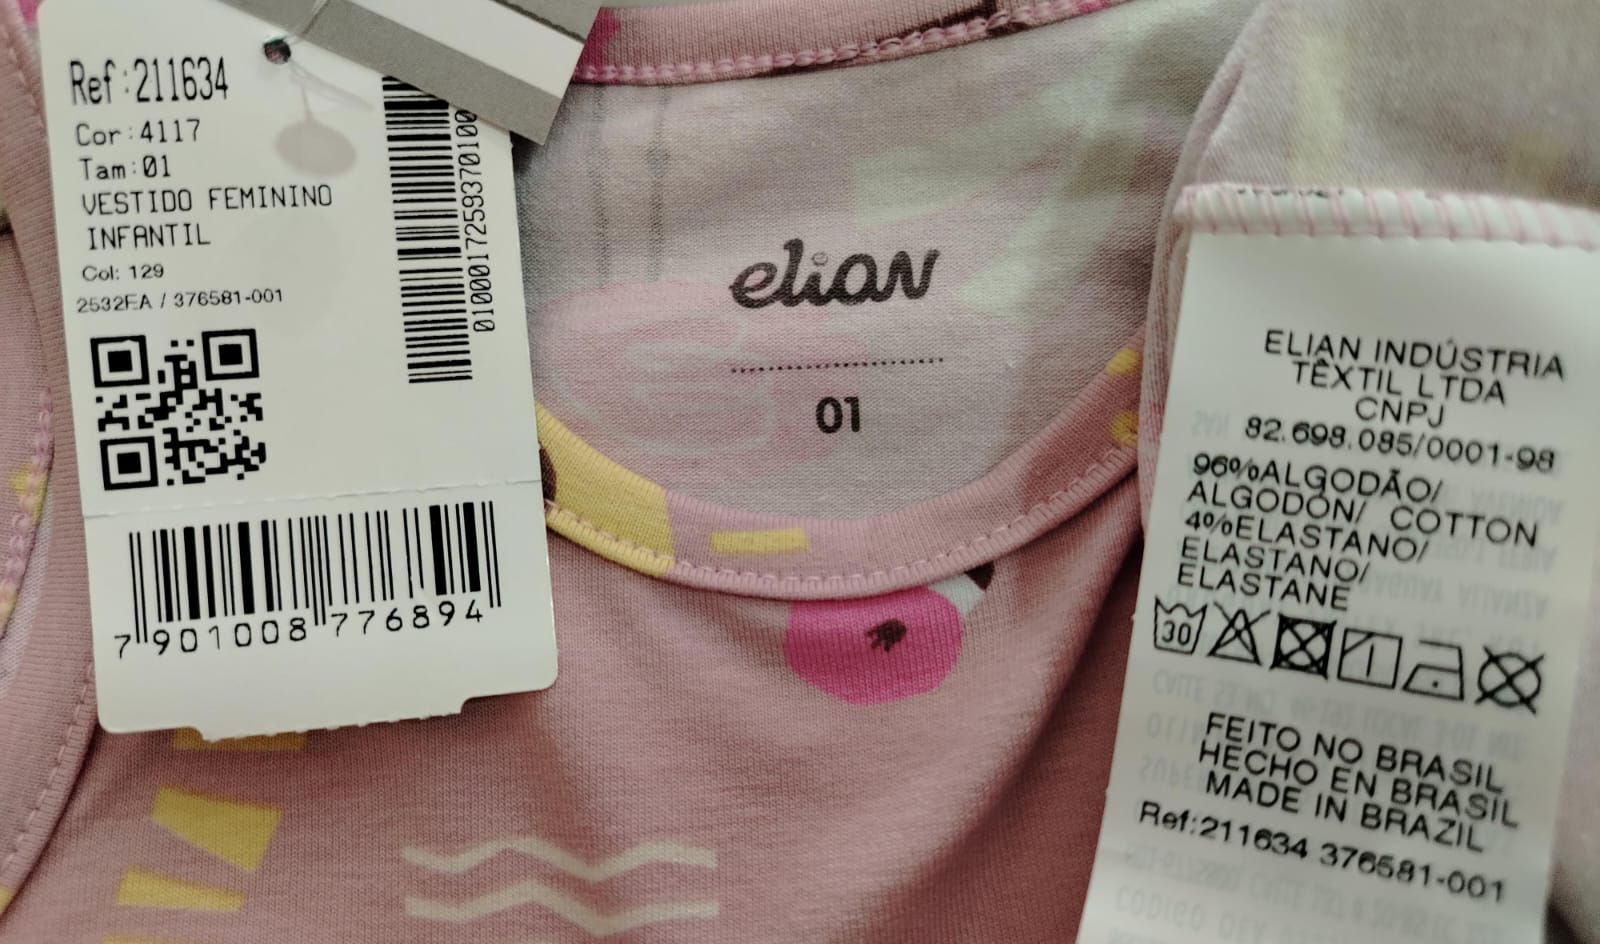 Ref:211634
Cor:4117
Tam:01
VESTIDO FEMININO
INFANTIL
Col: 129
2532EA / 376581-001
7 901008 776894
elian
01
ELIAN INDÚSTRIA
TÊXTIL LTDA
CNPJ
82.698.085/0001-98
96%ALGODÃO/
ALGODÓN/ COTTON
4%ELASTANO/
ELASTANO/
ELASTANE
30
FEITO NO BRASIL
HECHO EN BRASIL
MADE IN BRAZIL
Ref:211634 376581-001